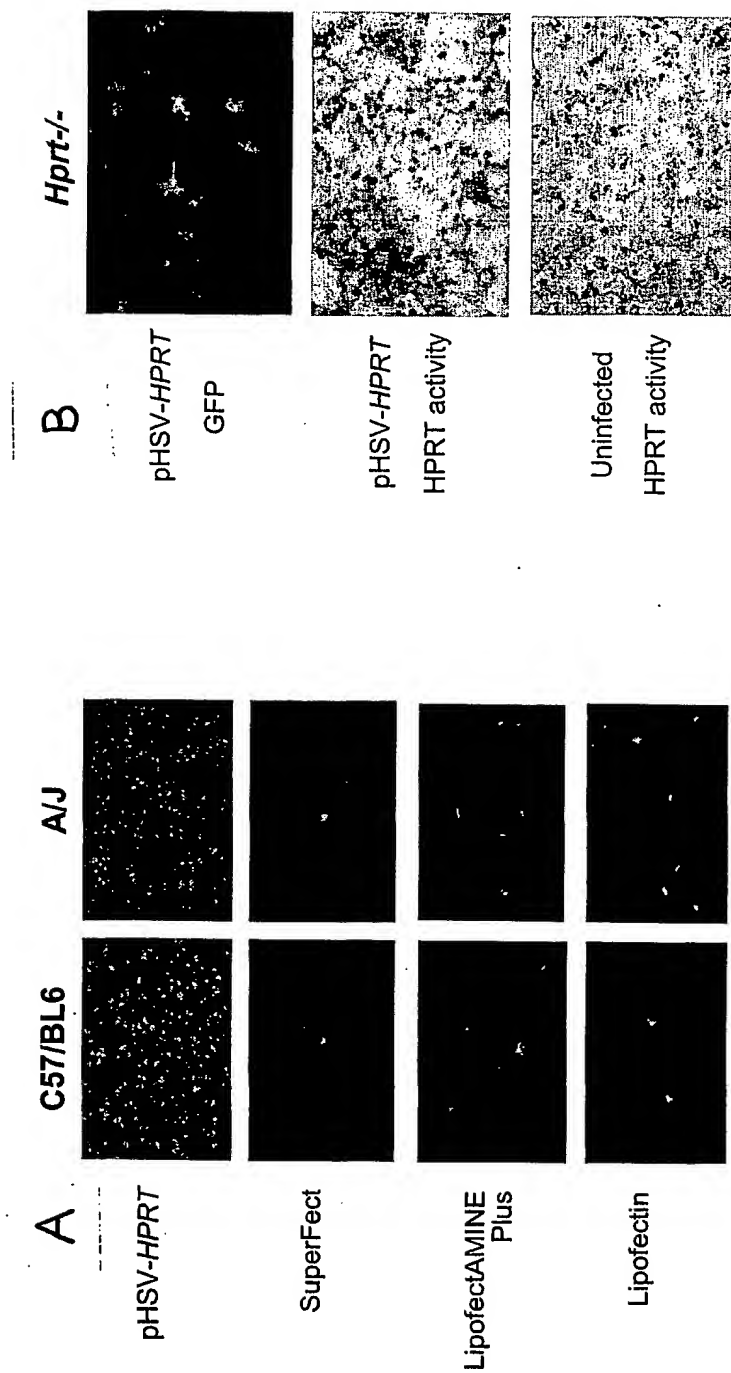 A
C57/BL6
A/J
pHSV-HPRT
SuperFect
LipofectAMINE
Plus
Lipofectin
B
Hprt-/-
pHSV-HPRT
GFP
pHSV-HPRT
HPRT activity
Uninfected
HPRT activity